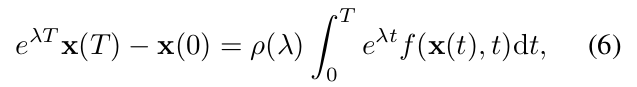 $e^{\lambda T}\mathbf{x}(T) - \mathbf{x}(0) = \rho(\lambda) \int_0^T e^{\lambda t} f(\mathbf{x}(t), t)\mathrm{d}t, \quad (6)$